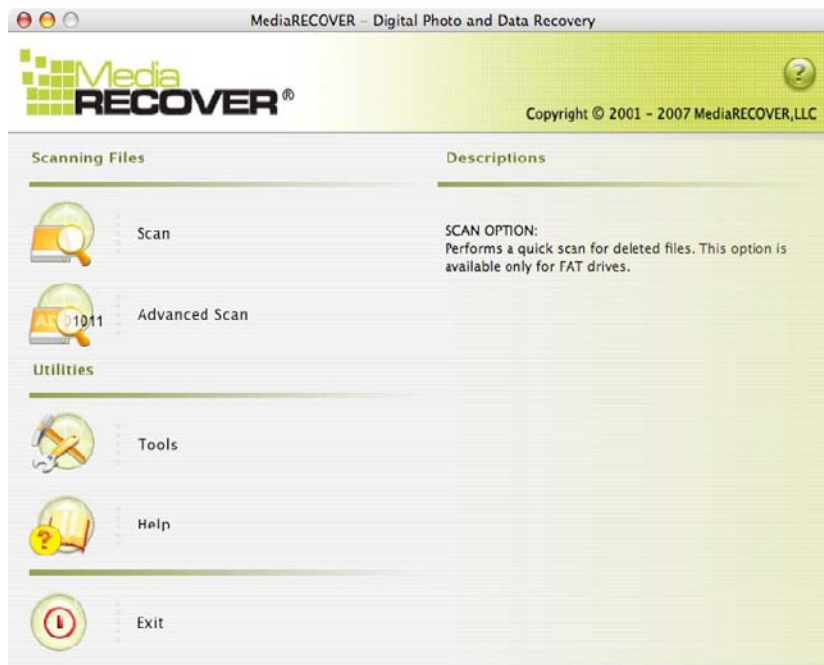 MediaRECOVER – Digital Photo and Data Recovery
Media
RECOVER®
?
Copyright © 2001 – 2007 MediaRECOVER,LLC
Scanning Files
Scan
AD 01011
Advanced Scan
Utilities
Tools
?
Help
Exit
Descriptions
SCAN OPTION:
Performs a quick scan for deleted files. This option is
available only for FAT drives.